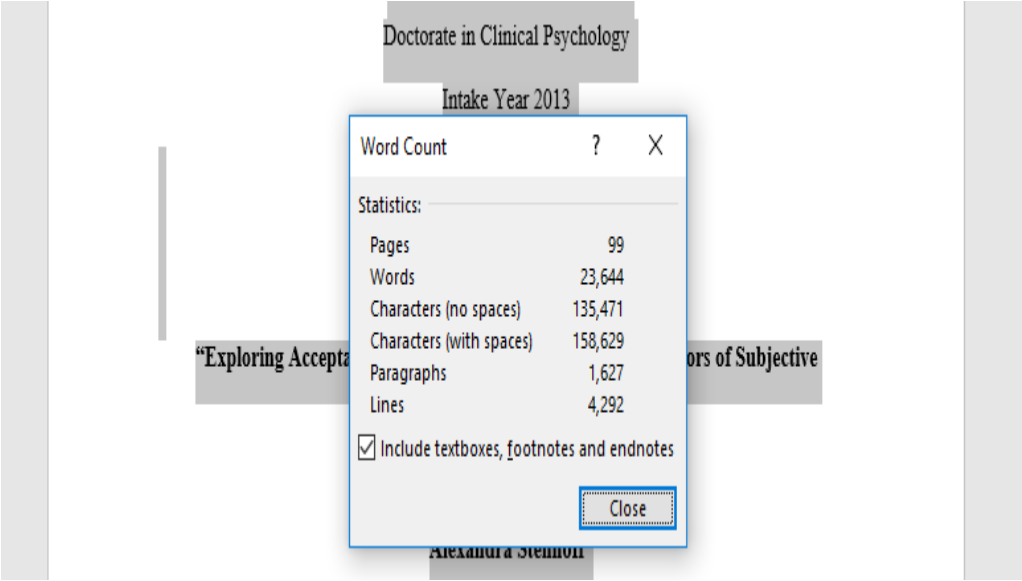 Doctorate in Clinical Psychology
Intake Year 2013
Word Count ? X
Statistics:
Pages 99
Words 23,644
Characters (no spaces) 135,471
Characters (with spaces) 158,629
“Exploring Accepta ors of Subjective
Paragraphs 1,627
Lines 4,292
Include textboxes, footnotes and endnotes
Close
Alexandra